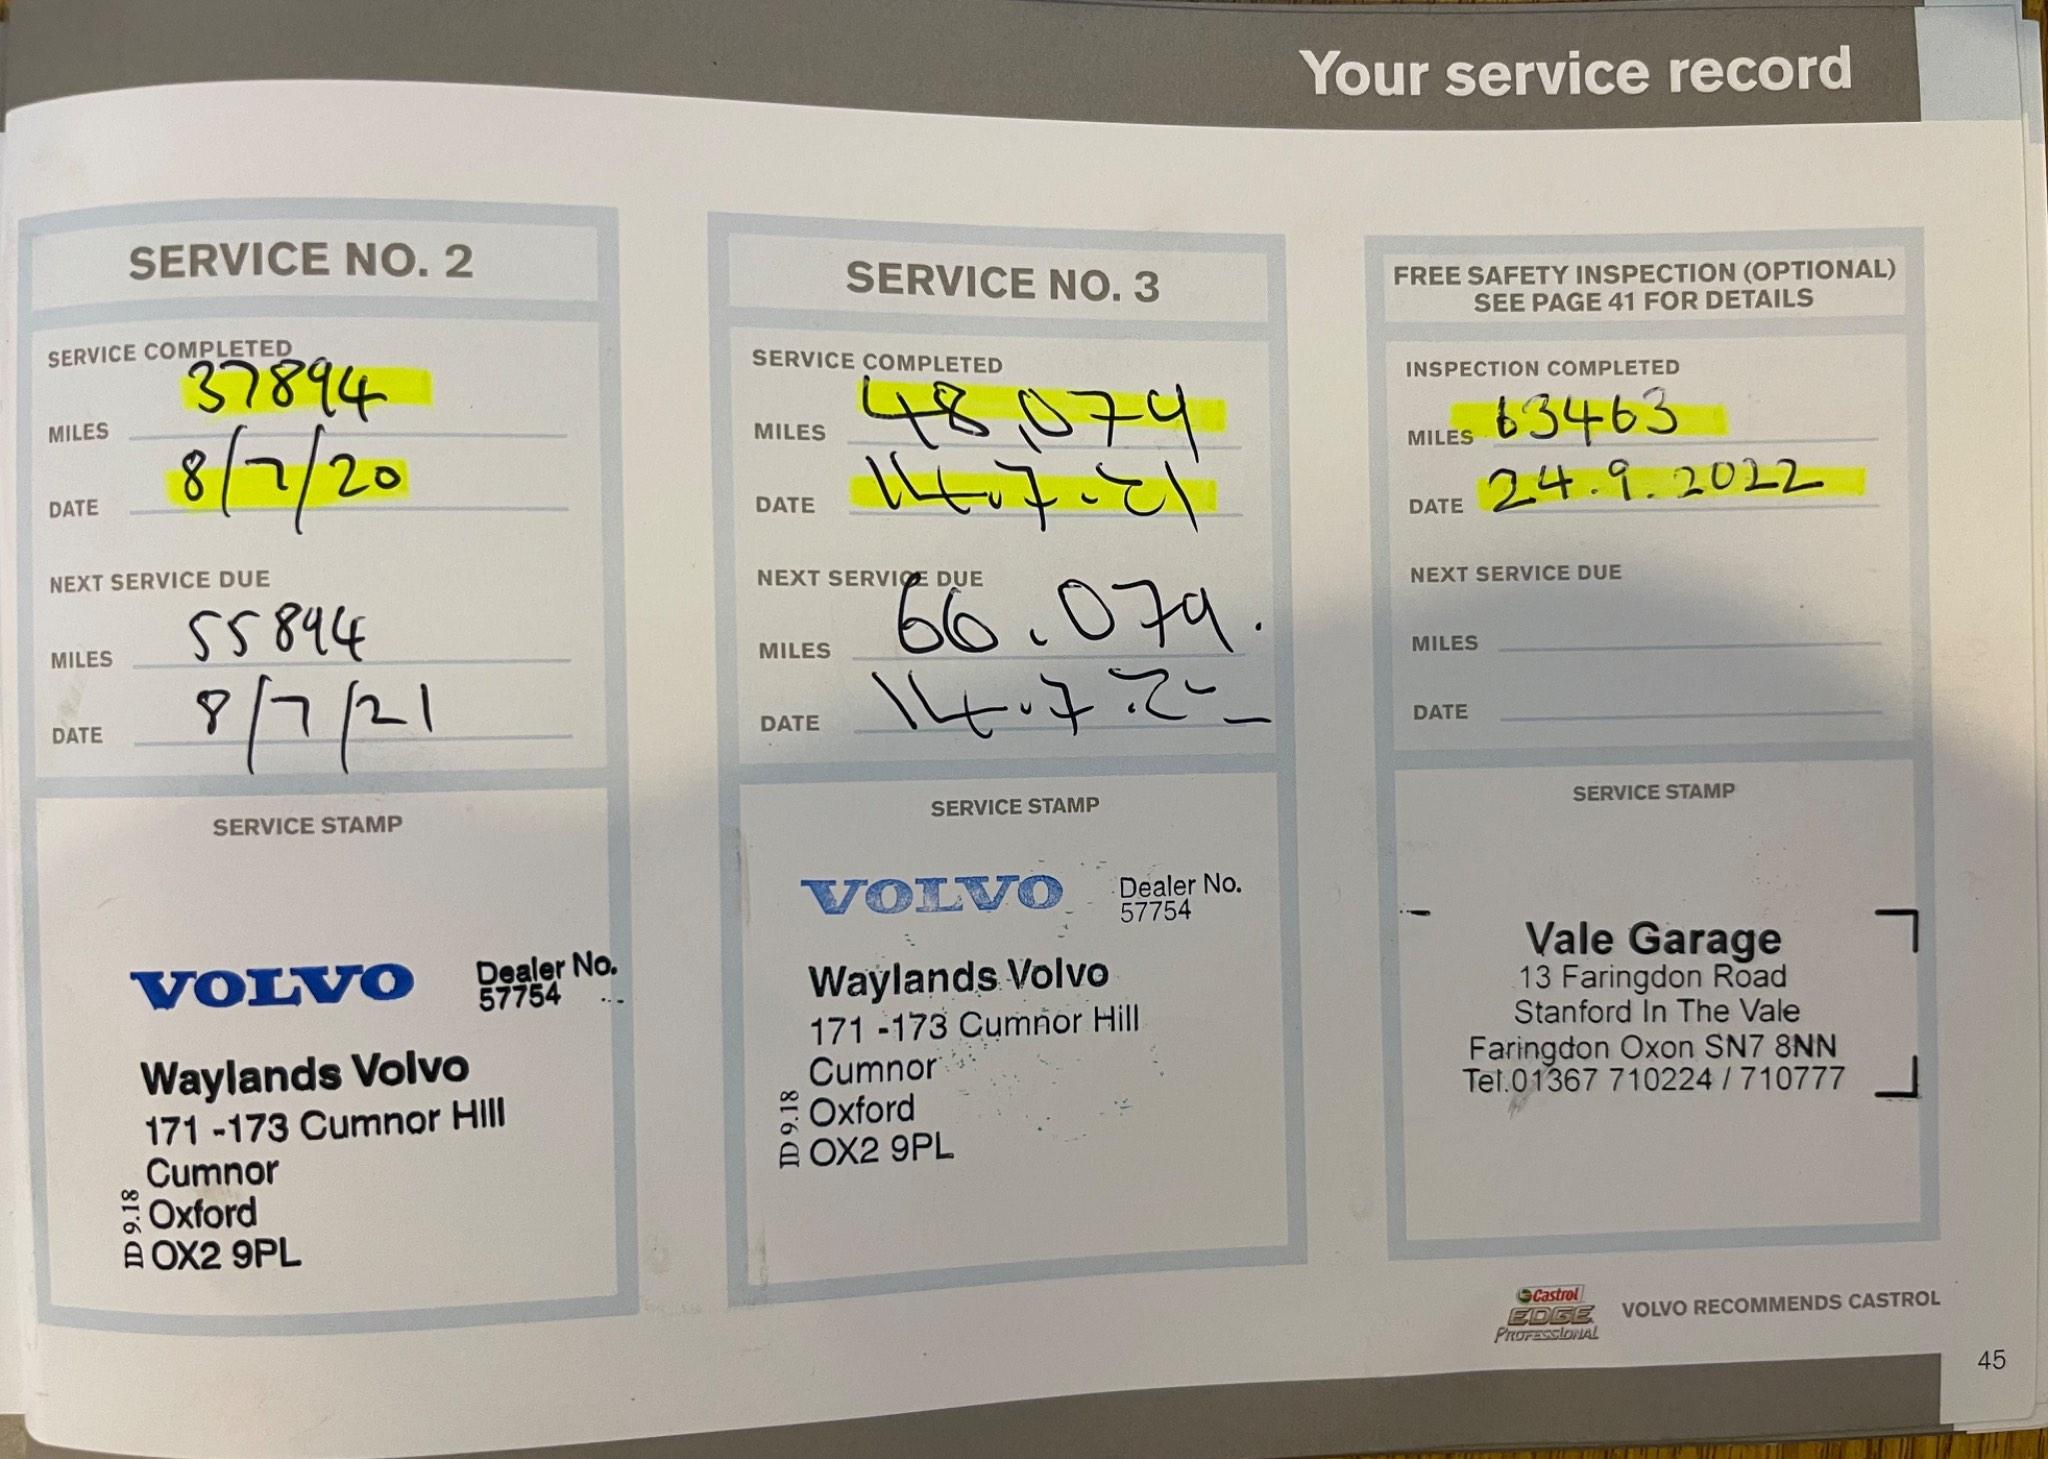 Your service record
SERVICE NO. 2
SERVICE COMPLETED
MILES 37894
DATE 8/7/20
NEXT SERVICE DUE
MILES 55894
DATE 8/7/21
SERVICE STAMP
VOLVO Dealer No.
57754
Waylands Volvo
171 -173 Cumnor Hill
Cumnor
Oxford
OX2 9PL
ID 9.18
SERVICE NO. 3
SERVICE COMPLETED
MILES 48,079
DATE 14.7.21
NEXT SERVICE DUE
MILES 66.079.
DATE 14.7.22
SERVICE STAMP
VOLVO Dealer No.
57754
Waylands Volvo
171 -173 Cumnor Hill
Cumnor
Oxford
OX2 9PL
ID 9.18
FREE SAFETY INSPECTION (OPTIONAL)
SEE PAGE 41 FOR DETAILS
INSPECTION COMPLETED
MILES 63463
DATE 24.9.2022
NEXT SERVICE DUE
MILES
DATE
SERVICE STAMP
Vale Garage
13 Faringdon Road
Stanford In The Vale
Faringdon Oxon SN7 8NN
Tel.01367 710224 / 710777
Castrol
EDGE
PROFESSIONAL
VOLVO RECOMMENDS CASTROL
45